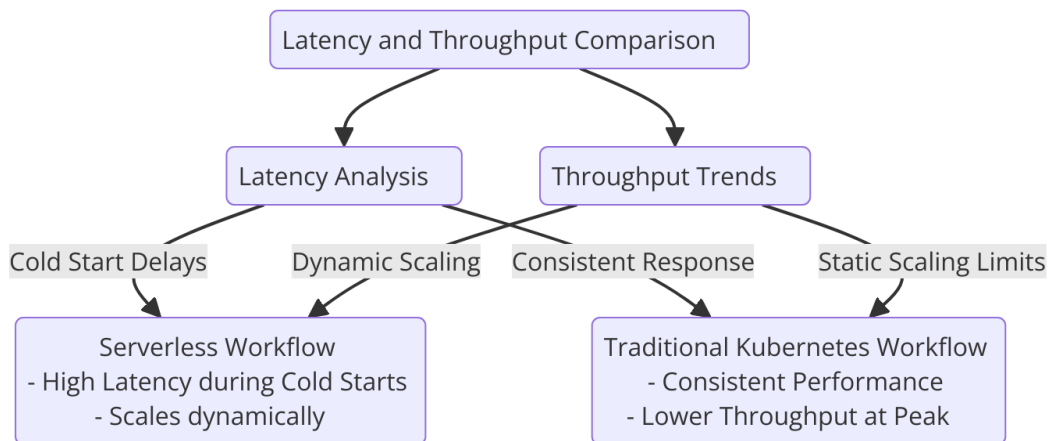 Latency and Throughput Comparison
Latency Analysis
Throughput Trends
Cold Start Delays
Dynamic Scaling
Consistent Response
Static Scaling Limits
Serverless Workflow
- High Latency during Cold Starts
- Scales dynamically
Traditional Kubernetes Workflow
- Consistent Performance
- Lower Throughput at Peak